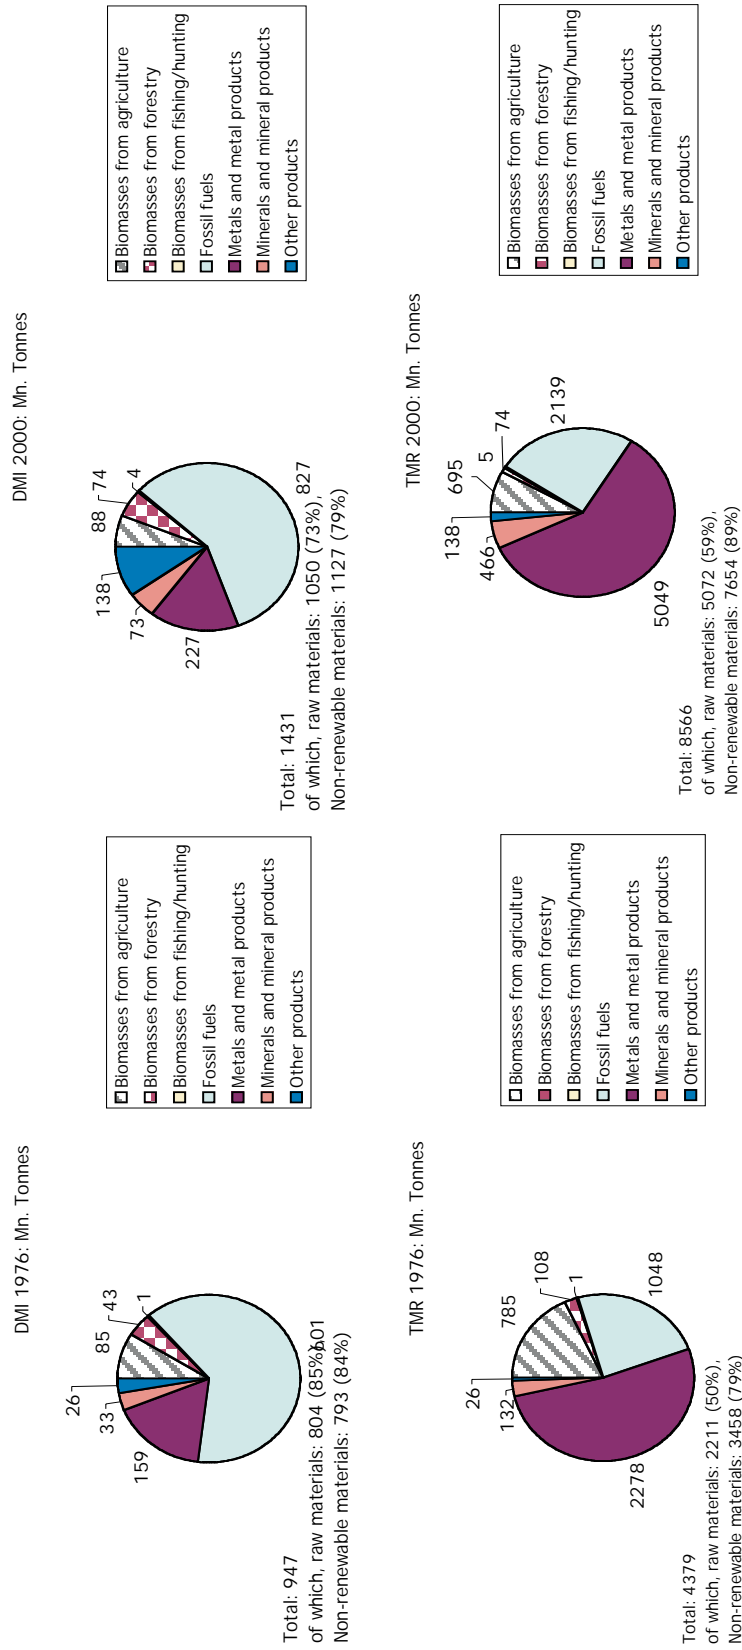 DMI 1976: Mn. Tonnes
26
85
43
1
33
159
601
Total: 947
of which, raw materials: 804 (85%),
Non-renewable materials: 793 (84%)
Biomasses from agriculture
Biomasses from forestry
Biomasses from fishing/hunting
Fossil fuels
Metals and metal products
Minerals and mineral products
Other products
DMI 2000: Mn. Tonnes
138
88
74
4
73
227
827
Total: 1431
of which, raw materials: 1050 (73%),
Non-renewable materials: 1127 (79%)
Biomasses from agriculture
Biomasses from forestry
Biomasses from fishing/hunting
Fossil fuels
Metals and metal products
Minerals and mineral products
Other products
TMR 1976: Mn. Tonnes
26
785
108
1
132
1048
2278
Total: 4379
of which, raw materials: 2211 (50%),
Non-renewable materials: 3458 (79%)
Biomasses from agriculture
Biomasses from forestry
Biomasses from fishing/hunting
Fossil fuels
Metals and metal products
Minerals and mineral products
Other products
TMR 2000: Mn. Tonnes
138
695
5
74
466
2139
5049
Total: 8566
of which, raw materials: 5072 (59%),
Non-renewable materials: 7654 (89%)
Biomasses from agriculture
Biomasses from forestry
Biomasses from fishing/hunting
Fossil fuels
Metals and metal products
Minerals and mineral products
Other products